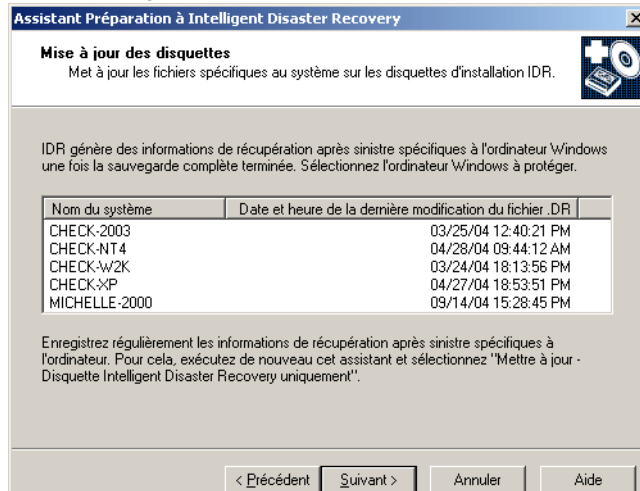 Assistant Préparation à Intelligent Disaster Recovery
Mise à jour des disquettes
Met à jour les fichiers spécifiques au système sur les disquettes d'installation IDR.
IDR génère des informations de récupération après sinistre spécifiques à l'ordinateur Windows
une fois la sauvegarde complète terminée. Sélectionnez l'ordinateur Windows à protéger.
Nom du système Date et heure de la dernière modification du fichier .DR
CHECK-2003 03/25/04 12:40:21 PM
CHECK-NT4 04/28/04 09:44:12 AM
CHECK-W2K 03/24/04 18:13:56 PM
CHECK-XP 04/27/04 18:53:51 PM
MICHELLE-2000 09/14/04 15:28:45 PM
Enregistrez régulièrement les informations de récupération après sinistre spécifiques à
l'ordinateur. Pour cela, exécutez de nouveau cet assistant et sélectionnez "Mettre à jour -
Disquette Intelligent Disaster Recovery uniquement".
< Précédent Suivant > Annuler Aide